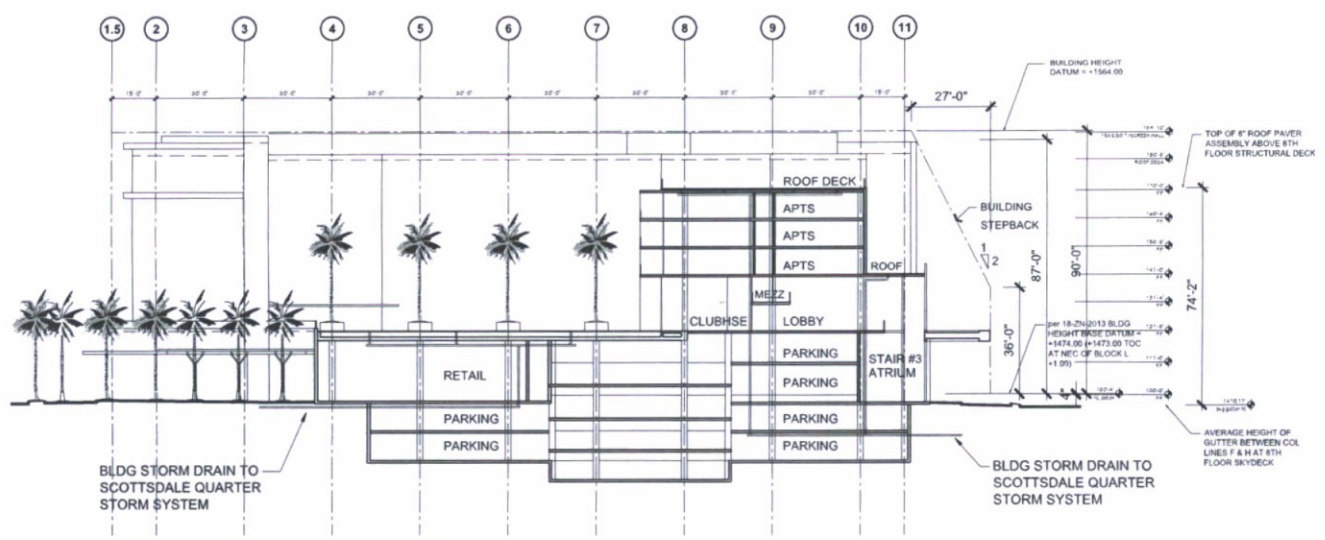 1.5 2 3 4 5 6 7 8 9 10 11
BUILDING HEIGHT
DATUM = +1564.00
27'-0"
TOP OF 6" ROOF PAVER
ASSEMBLY ABOVE 6TH
FLOOR STRUCTURAL DECK
ROOF DECK
APTS
APTS
APTS
BUILDING
STEPBACK
1
2
ROOF
MEZZ
CLUBHSE LOBBY
87'-0"
90'-0"
74'-2"
36'-0"
per 18-ZN-2013 BLDG
HEIGHT BASE DATUM =
+1474.00 (+1473.00 TOC
AT NEC OF BLOCK L
+1.00)
PARKING
STAIR #3
ATRIUM
RETAIL
PARKING
PARKING
PARKING
PARKING
PARKING
AVERAGE HEIGHT OF
GUTTER BETWEEN COL
LINES F & H AT 6TH
FLOOR SKYDECK
BLDG STORM DRAIN TO
SCOTTSDALE QUARTER
STORM SYSTEM
BLDG STORM DRAIN TO
SCOTTSDALE QUARTER
STORM SYSTEM